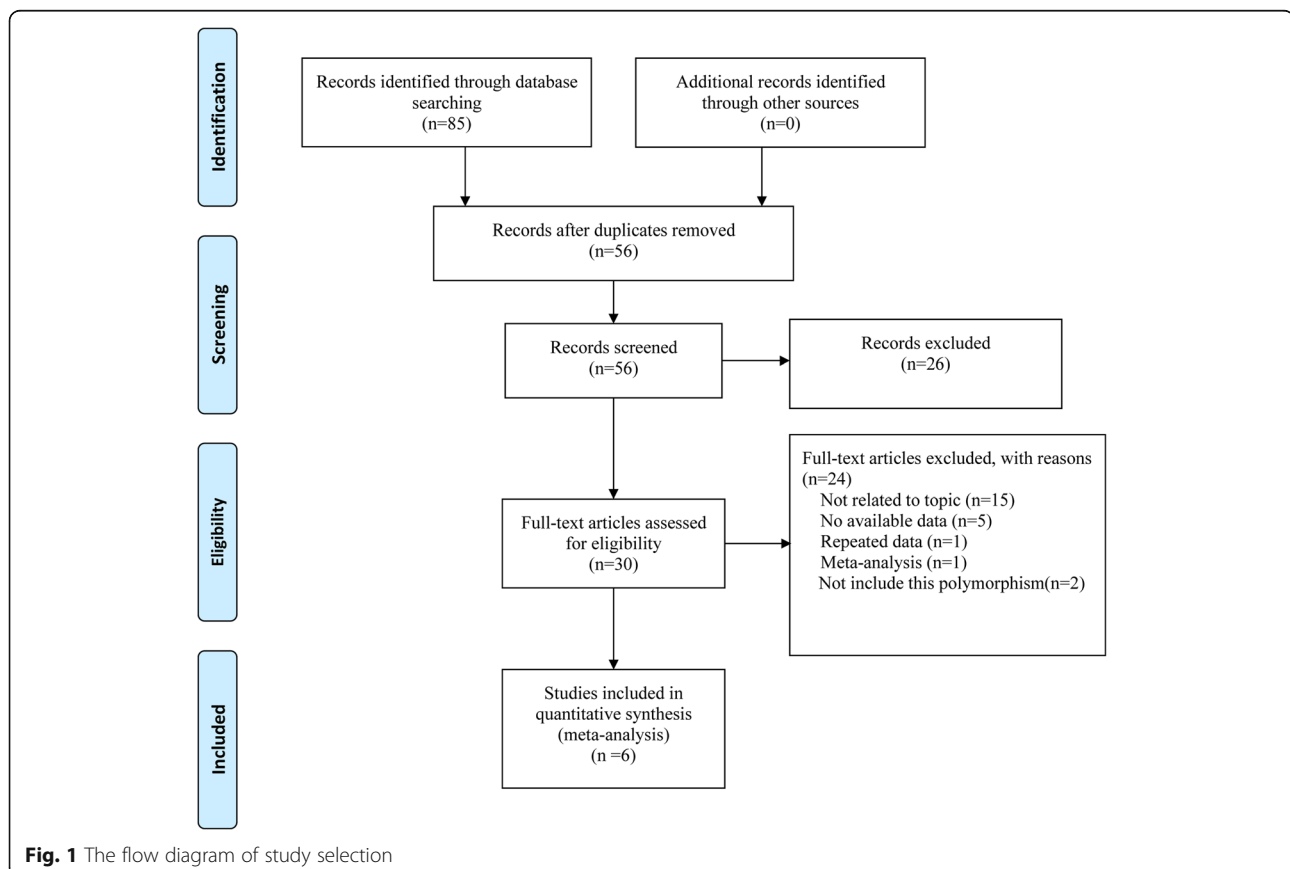 Identification
Records identified through database
searching
(n=85)
Additional records identified
through other sources
(n=0)
Records after duplicates removed
(n=56)
Screening
Records screened
(n=56)
Records excluded
(n=26)
Eligibility
Full-text articles assessed
for eligibility
(n=30)
Full-text articles excluded, with reasons
(n=24)
Not related to topic (n=15)
No available data (n=5)
Repeated data (n=1)
Meta-analysis (n=1)
Not include this polymorphism(n=2)
Included
Studies included in
quantitative synthesis
(meta-analysis)
(n =6)
Fig. 1 The flow diagram of study selection